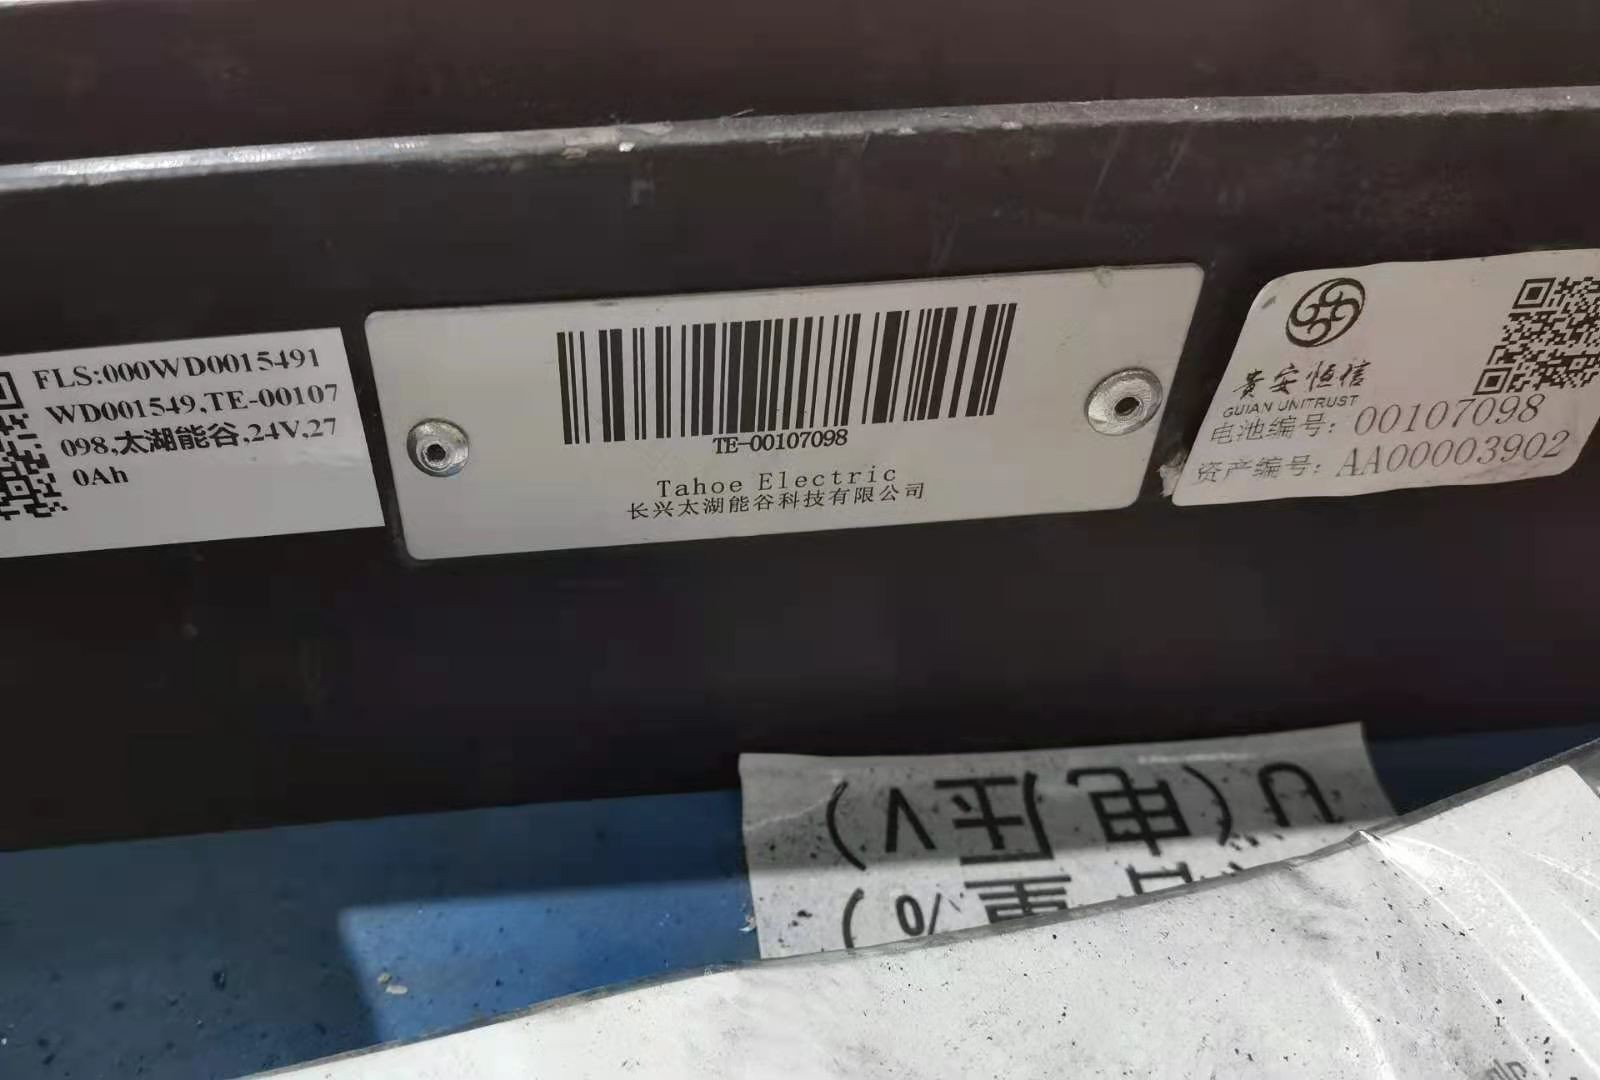 FLS:000WD0015491
WD001549,TE-00107
098,太湖能谷,24V,27
0Ah
TE-00107098
Tahoe Electric
长兴太湖能谷科技有限公司
贵安恒信
GUIAN UNITRUST
电池编号: 00107098
资产编号: AA00003902
U(电压V)
量%)